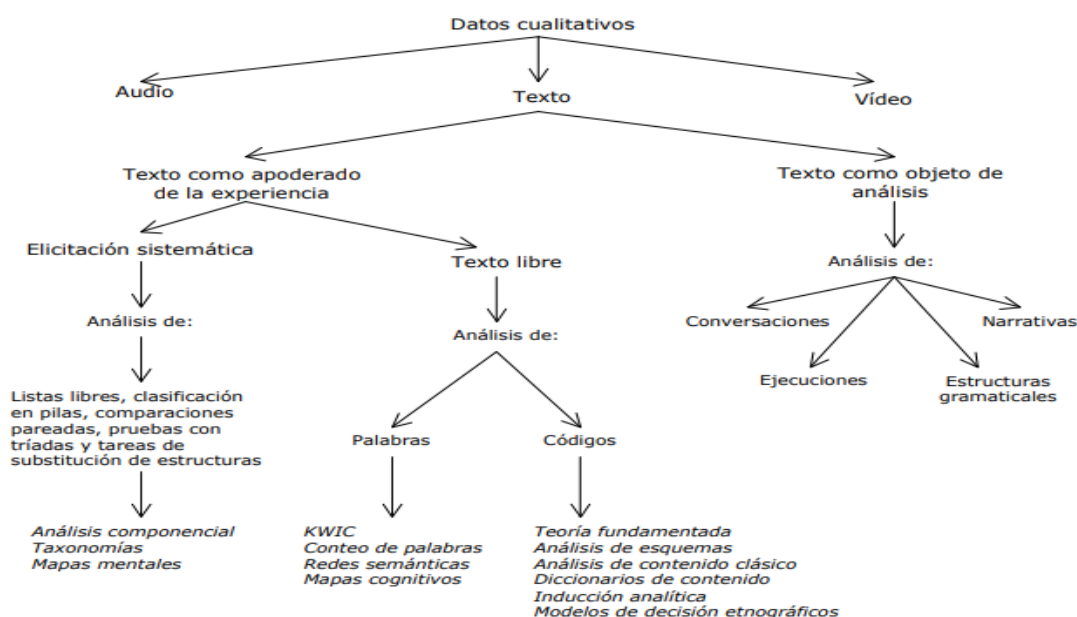 Datos cualitativos
Audio
Texto
Vídeo
Texto como apoderado
de la experiencia
Texto como objeto de
análisis
Elicitación sistemática
Texto libre
Análisis de:
Análisis de:
Análisis de:
Conversaciones
Narrativas
Ejecuciones
Estructuras
gramaticales
Listas libres, clasificación
en pilas, comparaciones
pareadas, pruebas con
tríadas y tareas de
substitución de estructuras
Palabras
Códigos
Análisis componencial
Taxonomías
Mapas mentales
KWIC
Conteo de palabras
Redes semánticas
Mapas cognitivos
Teoría fundamentada
Análisis de esquemas
Análisis de contenido clásico
Diccionarios de contenido
Inducción analítica
Modelos de decisión etnográficos